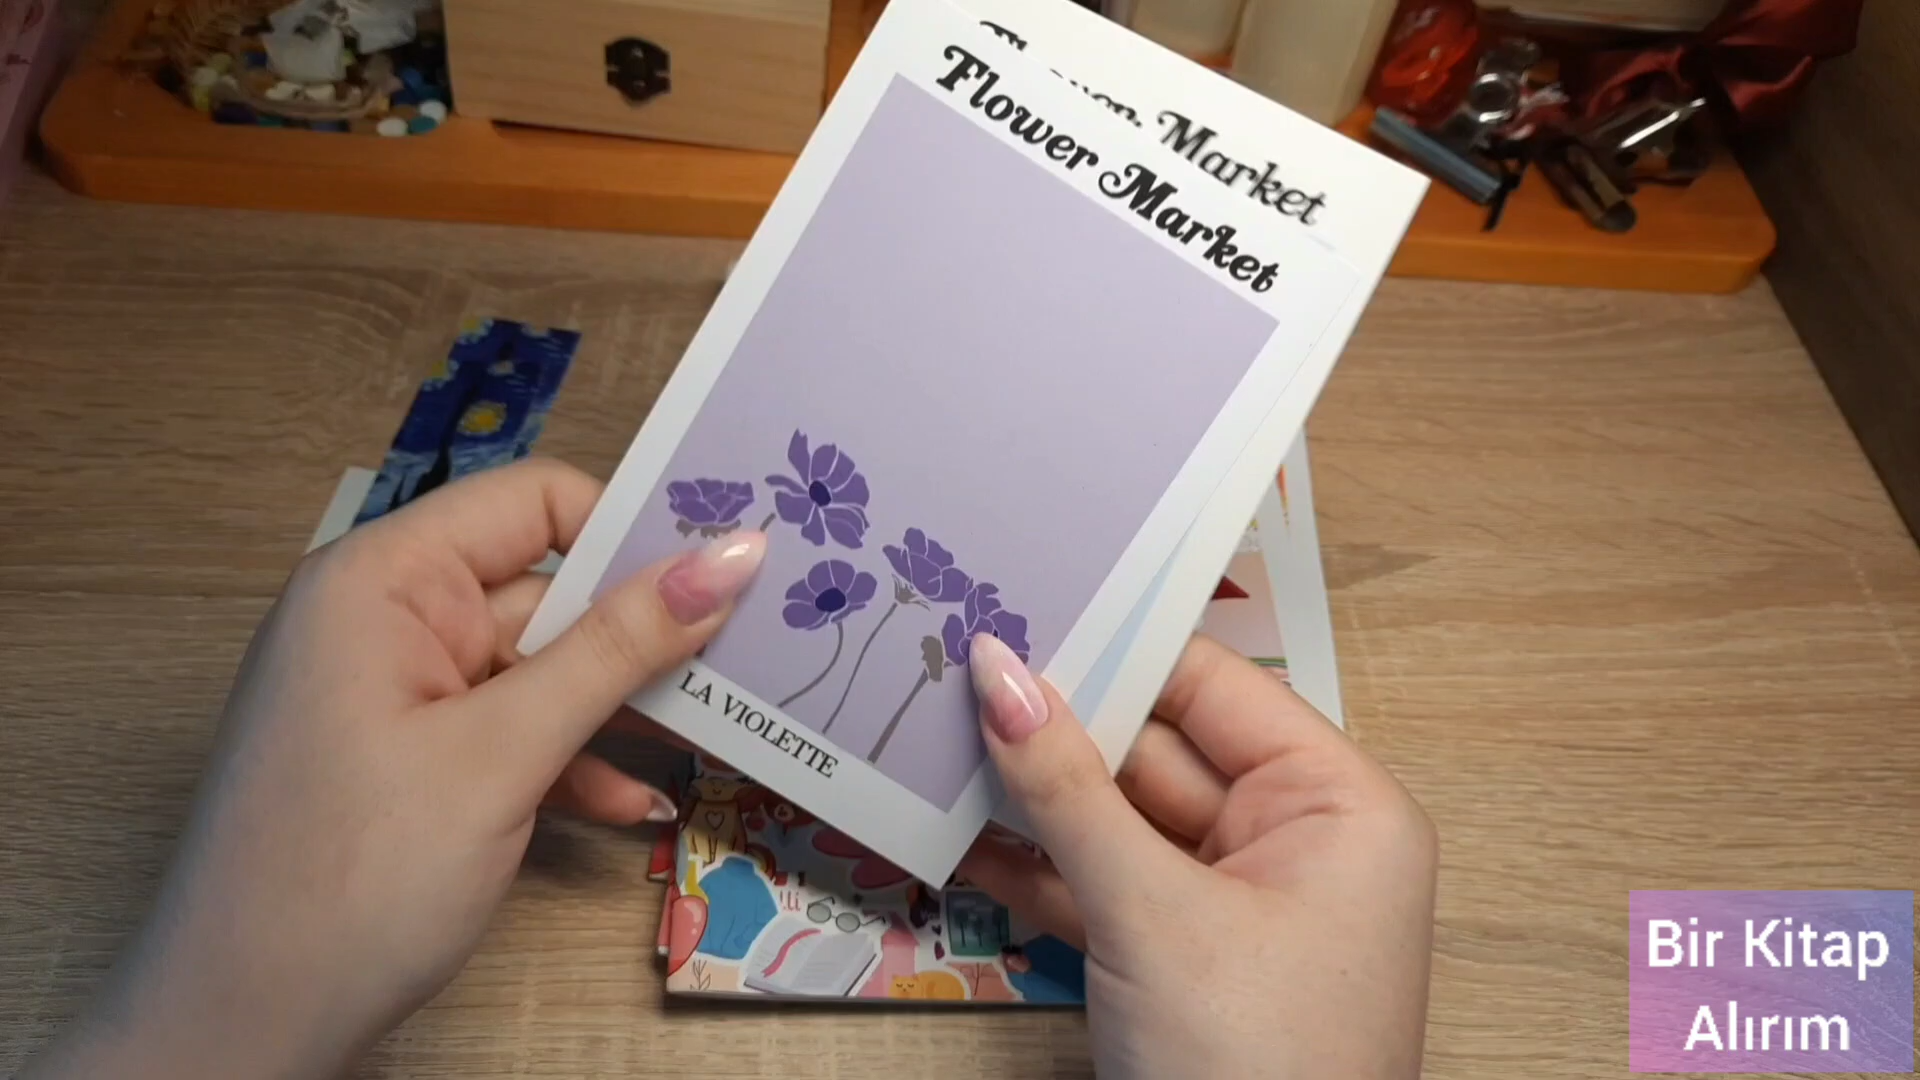 Market
Flower Market
LA VIOLETTE
Bir Kitap
Alırım